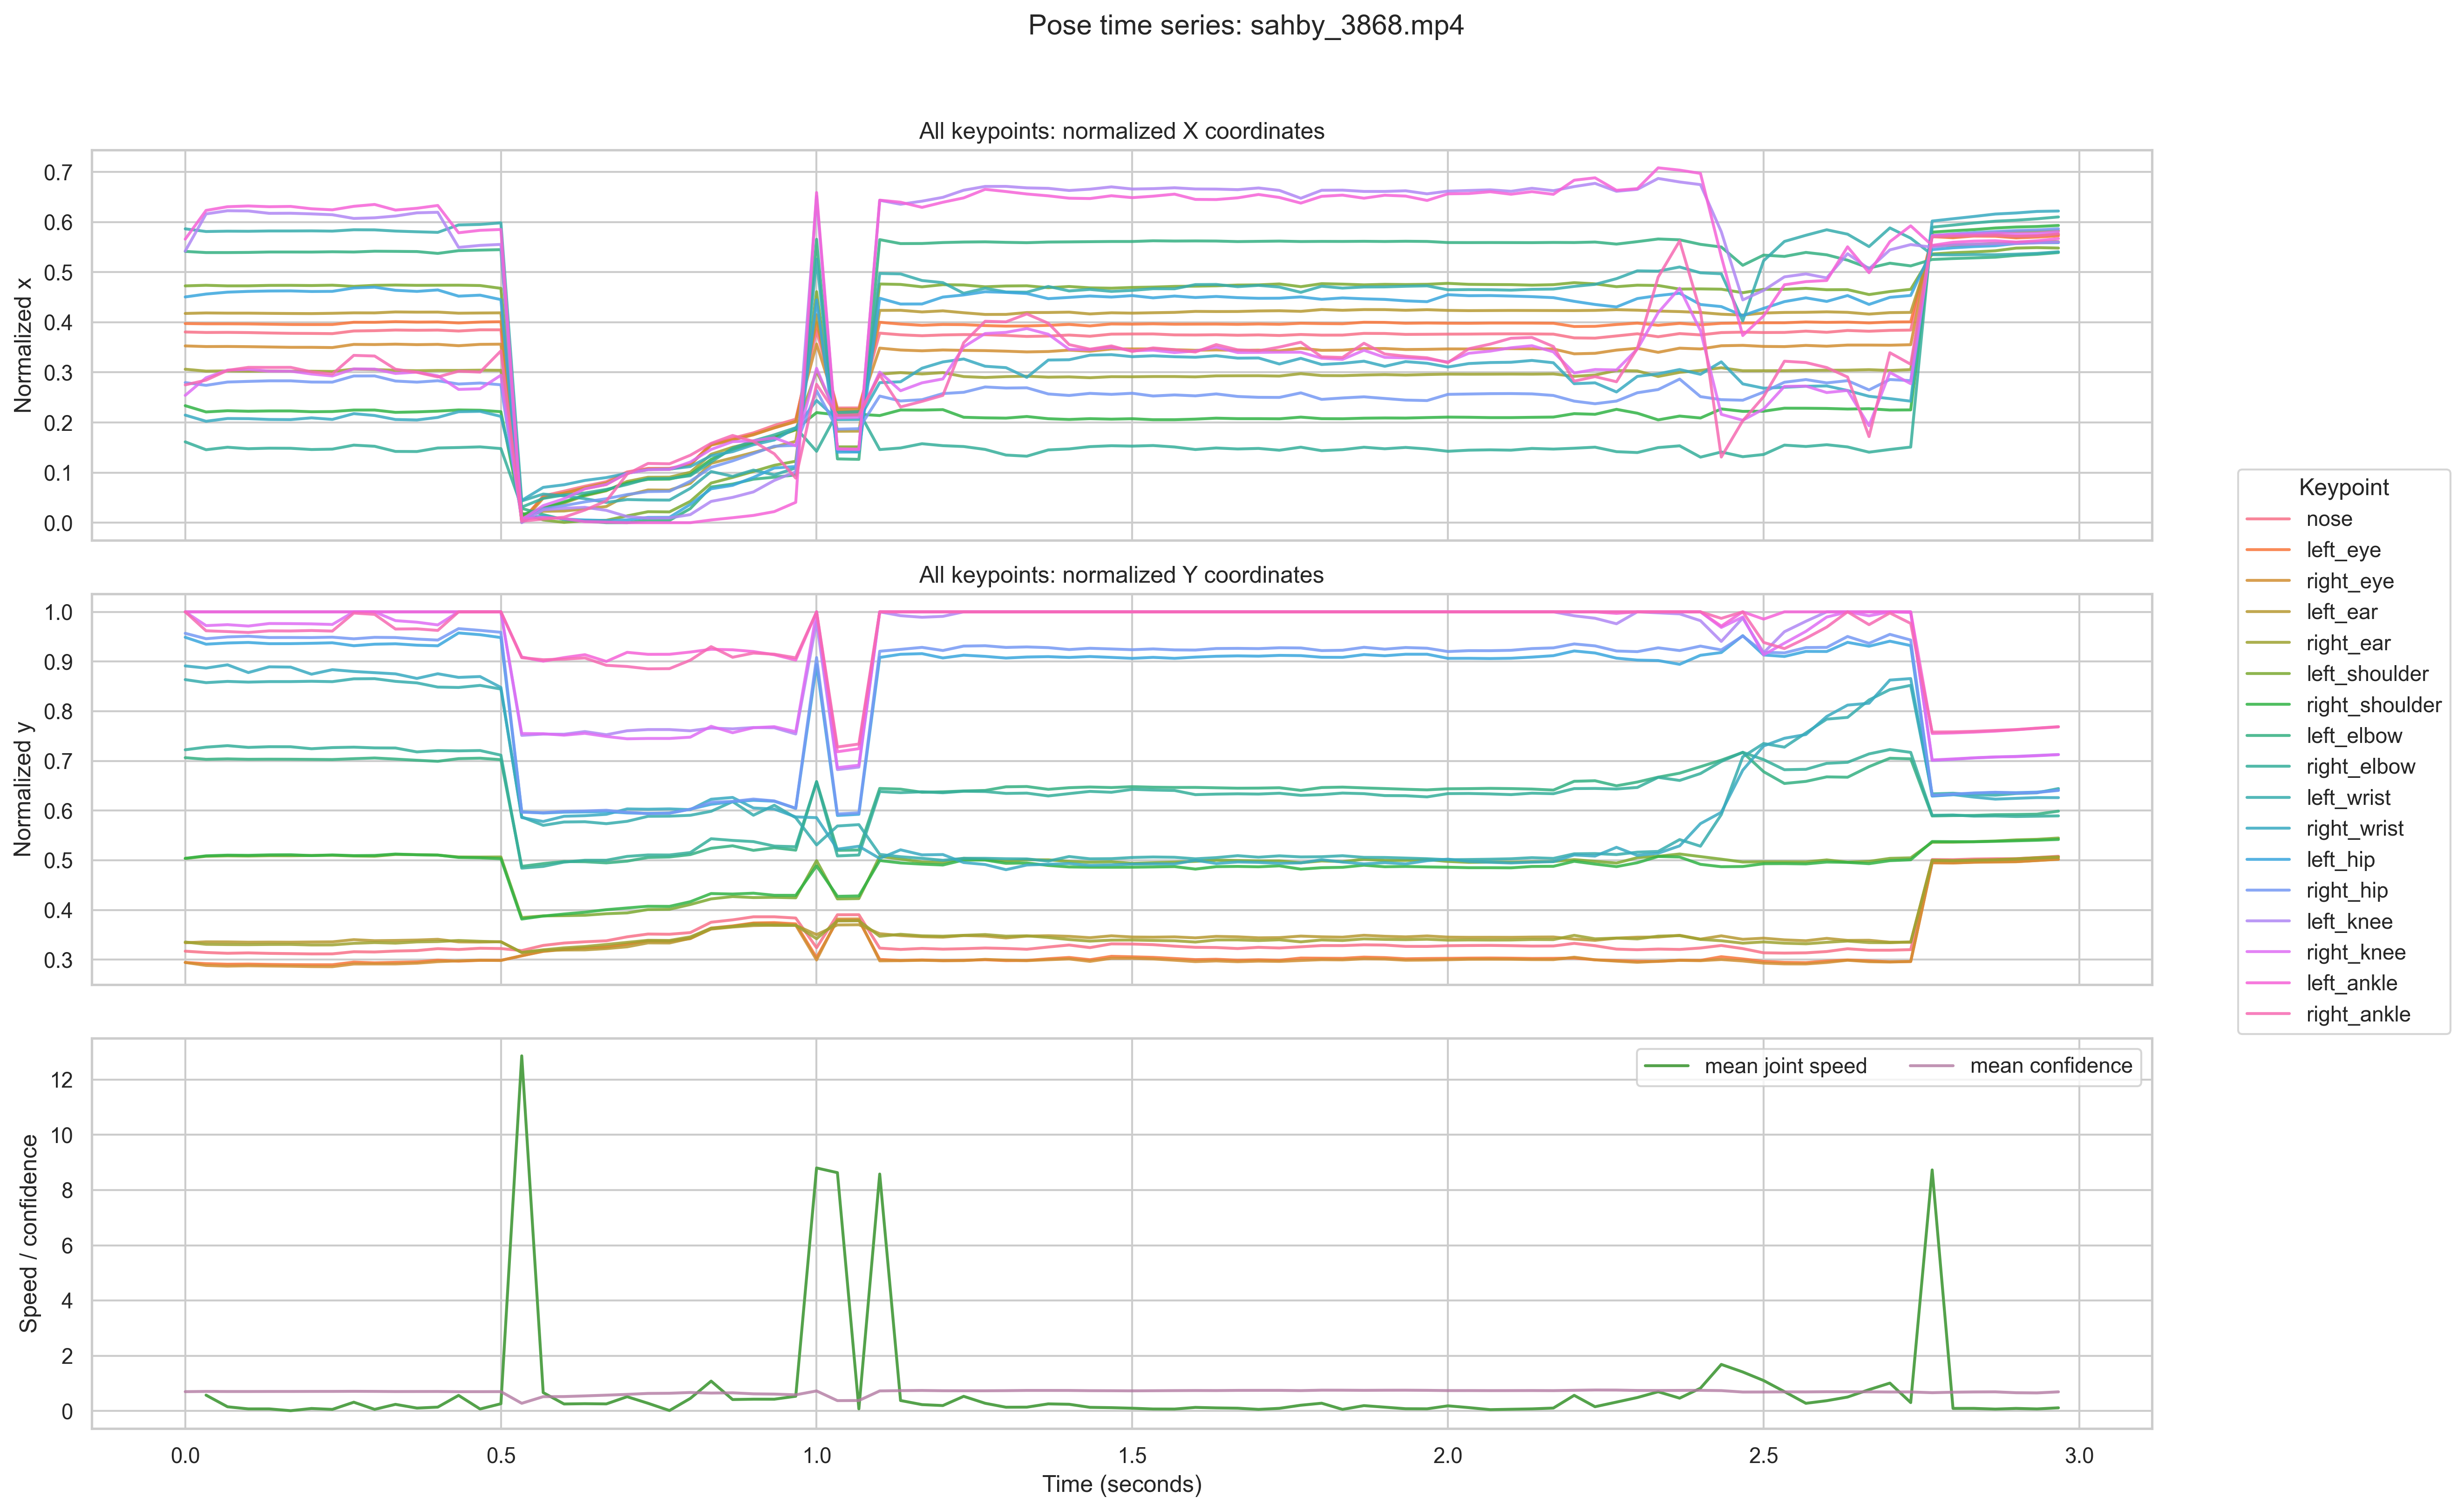 Pose time series: sahby_3868.mp4
All keypoints: normalized X coordinates
Normalized x
0.7
0.6
0.5
0.4
0.3
0.2
0.1
0.0
All keypoints: normalized Y coordinates
Normalized y
1.0
0.9
0.8
0.7
0.6
0.5
0.4
0.3
Keypoint
nose
left_eye
right_eye
left_ear
right_ear
left_shoulder
right_shoulder
left_elbow
right_elbow
left_wrist
right_wrist
left_hip
right_hip
left_knee
right_knee
left_ankle
right_ankle
mean joint speed mean confidence
Speed / confidence
12
10
8
6
4
2
0
0.0 0.5 1.0 1.5 2.0 2.5 3.0
Time (seconds)